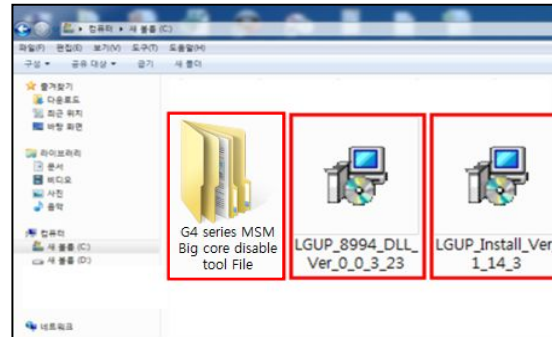 컴퓨터 ▸ 새 볼륨 (C)
파일(F) 편집(E) 보기(V) 도구(T) 도움말(H)
구성 공유 대상 굽기 새 폴더
즐겨찾기
다운로드
최근 위치
바탕 화면
라이브러리
문서
비디오
사진
음악
컴퓨터
새 볼륨 (C)
새 볼륨 (D)
네트워크
G4 series MSM
Big core disable
tool File
LGUP_8994_DLL_
Ver_0_0_3_23
LGUP_Install_Ver
1_14_3